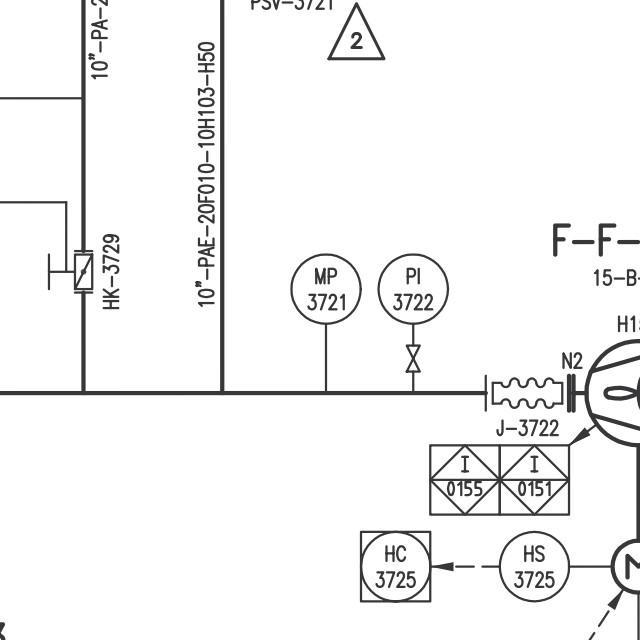 PSV-3721
2
10"-PA-2
10"-PAE-20F010-10H103-H50
HK-3729
F-F-
15-B-
MP
3721
PI
3722
H15
N2
J-3722
I
0155
I
0151
HC
3725
HS
3725
M